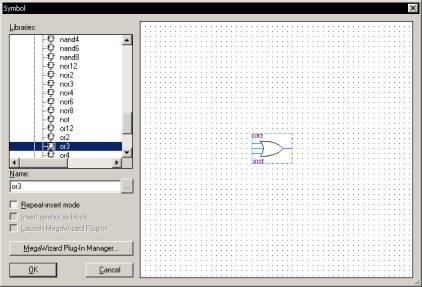 Symbol
Libraries:
nand4
nand6
nand8
nor12
nor2
nor3
nor4
nor6
nor8
not
or12
or2
or3
or4
Name:
or3
...
Repeat-insert mode
Insert symbol as block
Launch MegaWizard Plug-In
MegaWizard Plug-In Manager...
OK
Cancel
OR3
inst